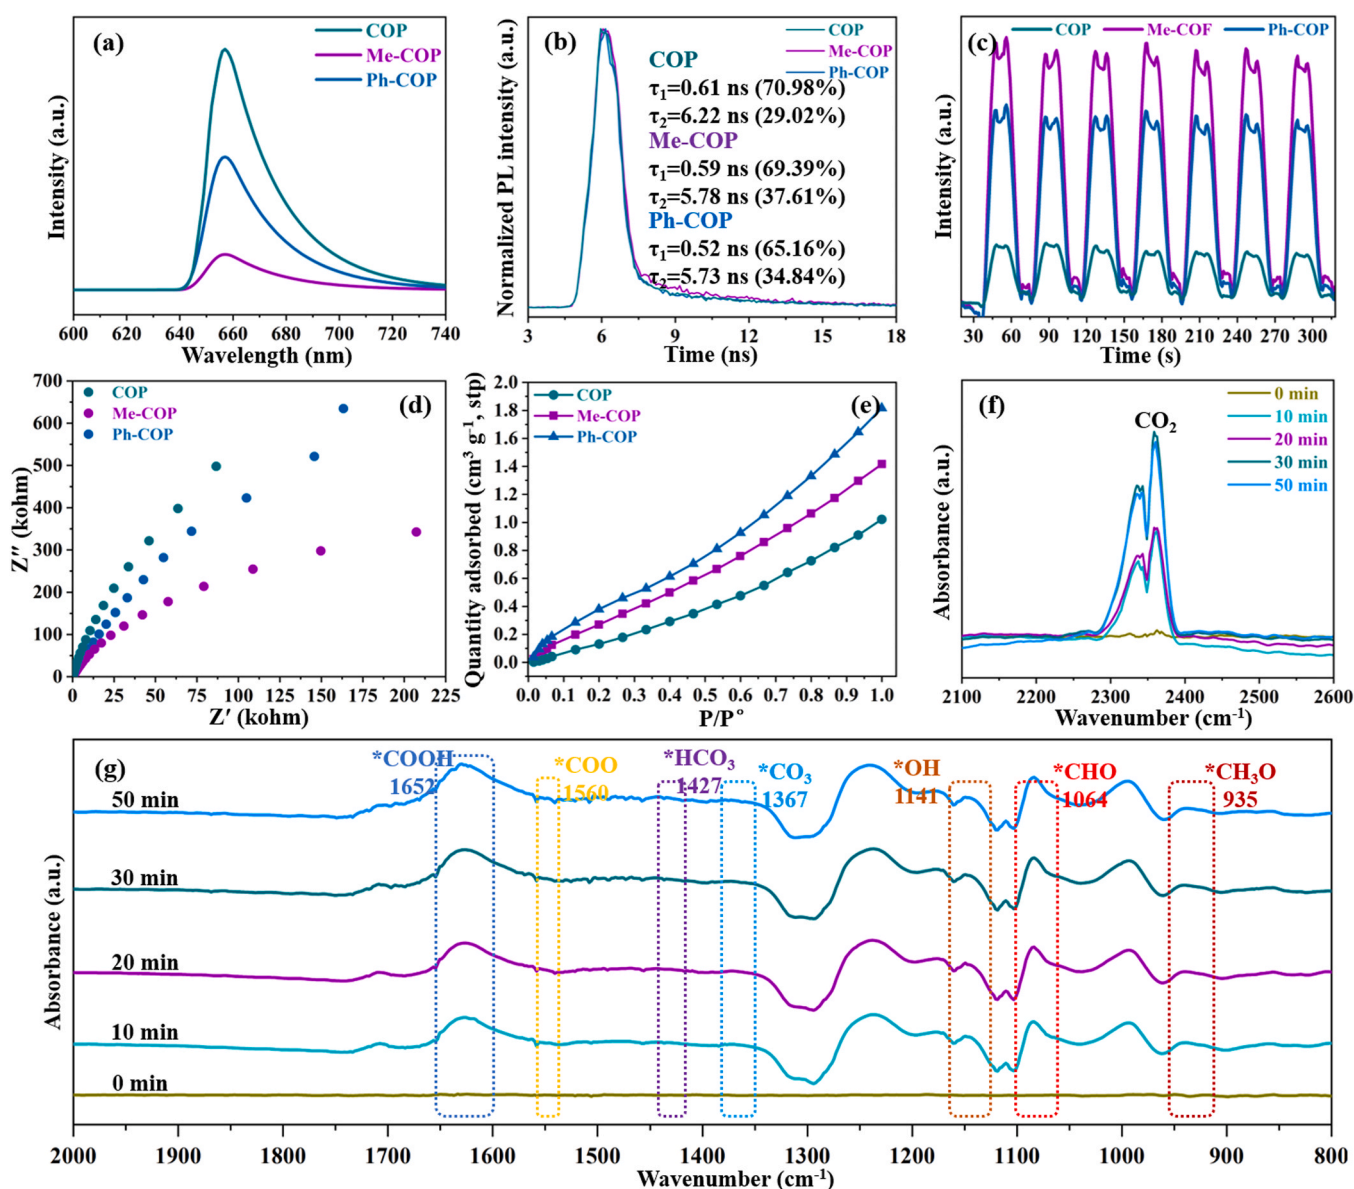 (a)
COP
Me-COP
Ph-COP
Intensity (a.u.)
600 620 640 660 680 700 720 740
Wavelength (nm)
(b)
COP
Me-COP
Ph-COP
COP
τ1=0.61 ns (70.98%)
τ2=6.22 ns (29.02%)
Me-COP
τ1=0.59 ns (69.39%)
τ2=5.78 ns (37.61%)
Ph-COP
τ1=0.52 ns (65.16%)
τ2=5.73 ns (34.84%)
Normalized PL intensity (a.u.)
3 6 9 12 15 18
Time (ns)
(c)
COP Me-COF Ph-COP
Intensity (a.u.)
30 60 90 120 150 180 210 240 270 300
Time (s)
(d)
COP
Me-COP
Ph-COP
Z″ (kohm)
700
600
500
400
300
200
100
0
0 25 50 75 100 125 150 175 200 225
Z′ (kohm)
(e)
COP
Me-COP
Ph-COP
Quantity adsorbed (cm³ g⁻¹, stp)
2.0
1.8
1.6
1.4
1.2
1.0
0.8
0.6
0.4
0.2
0.0
0.0 0.1 0.2 0.3 0.4 0.5 0.6 0.7 0.8 0.9 1.0
P/P°
(f)
CO2
0 min
10 min
20 min
30 min
50 min
Absorbance (a.u.)
2100 2200 2300 2400 2500 2600
Wavenumber (cm⁻¹)
(g)
*COOH
1652
*COO
1560
*HCO3
1427
*CO3
1367
*OH
1141
*CHO
1064
*CH3O
935
50 min
30 min
20 min
10 min
0 min
Absorbance (a.u.)
2000 1900 1800 1700 1600 1500 1400 1300 1200 1100 1000 900 800
Wavenumber (cm⁻¹)